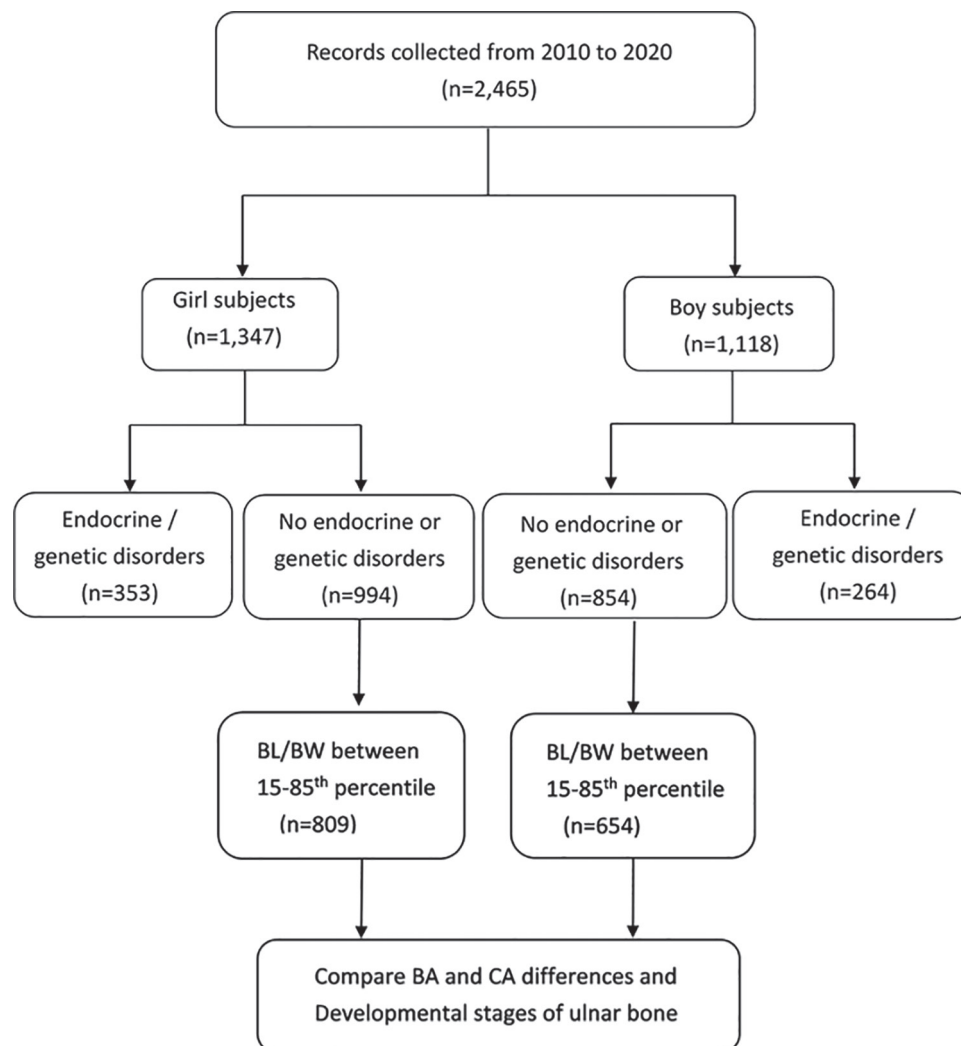 Records collected from 2010 to 2020
(n=2,465)
Girl subjects
(n=1,347)
Boy subjects
(n=1,118)
Endocrine /
genetic disorders
(n=353)
No endocrine or
genetic disorders
(n=994)
No endocrine or
genetic disorders
(n=854)
Endocrine /
genetic disorders
(n=264)
BL/BW between
15-85th percentile
(n=809)
BL/BW between
15-85th percentile
(n=654)
Compare BA and CA differences and
Developmental stages of ulnar bone